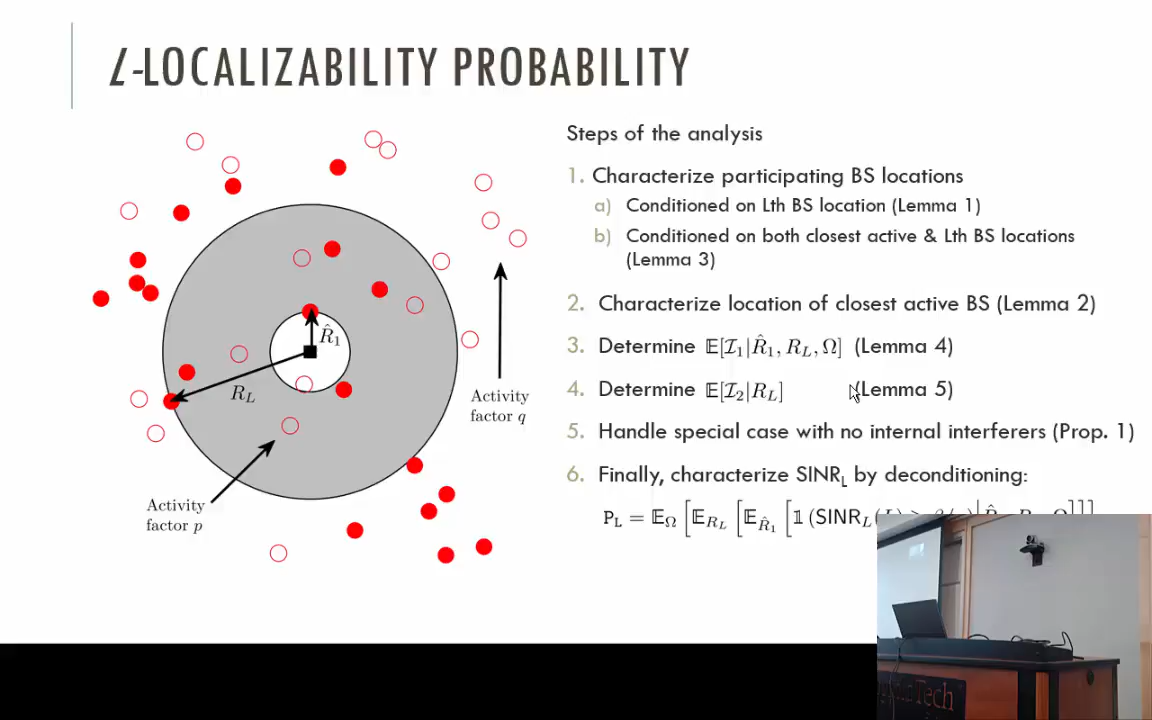 L-LOCALIZABILITY PROBABILITY
Steps of the analysis
1. Characterize participating BS locations
a) Conditioned on Lth BS location (Lemma 1)
b) Conditioned on both closest active & Lth BS locations
(Lemma 3)
2. Characterize location of closest active BS (Lemma 2)
3. Determine 𝔼[ℐ₁|R̂₁, R_L, Ω] (Lemma 4)
4. Determine 𝔼[ℐ₂|R_L] (Lemma 5)
5. Handle special case with no internal interferers (Prop. 1)
6. Finally, characterize SINR_L by deconditioning:
P_L = 𝔼_Ω [𝔼_{R_L} [𝔼_{R̂₁} [𝟙 (SINR_L
R̂₁
R_L
Activity
factor q
Activity
factor p
Tech